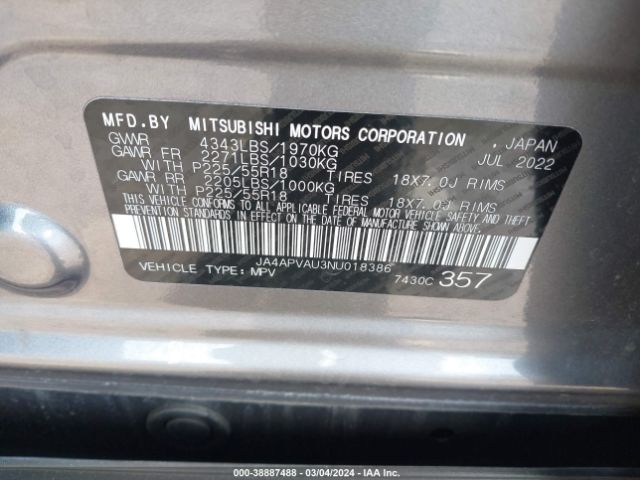 MFD.BY MITSUBISHI MOTORS CORPORATION , JAPAN
GVWR 4343LBS/1970KG JUL 2022
GAWR FR 2271LBS/1030KG
WITH P225/55R18 TIRES 18X7.0J RIMS
GAWR RR 2205LBS/1000KG
WITH P225/55R18 TIRES 18X7.0J RIMS
THIS VEHICLE CONFORMS TO ALL APPLICABLE FEDERAL MOTOR VEHICLE SAFETY AND THEFT
PREVENTION STANDARDS IN EFFECT ON THE DATE OF MANUFACTURE SHOWN ABOVE.
JA4APVAU3NU018386
VEHICLE TYPE: MPV 7430C 357
000-38887488 - 03/04/2024 - IAA Inc.